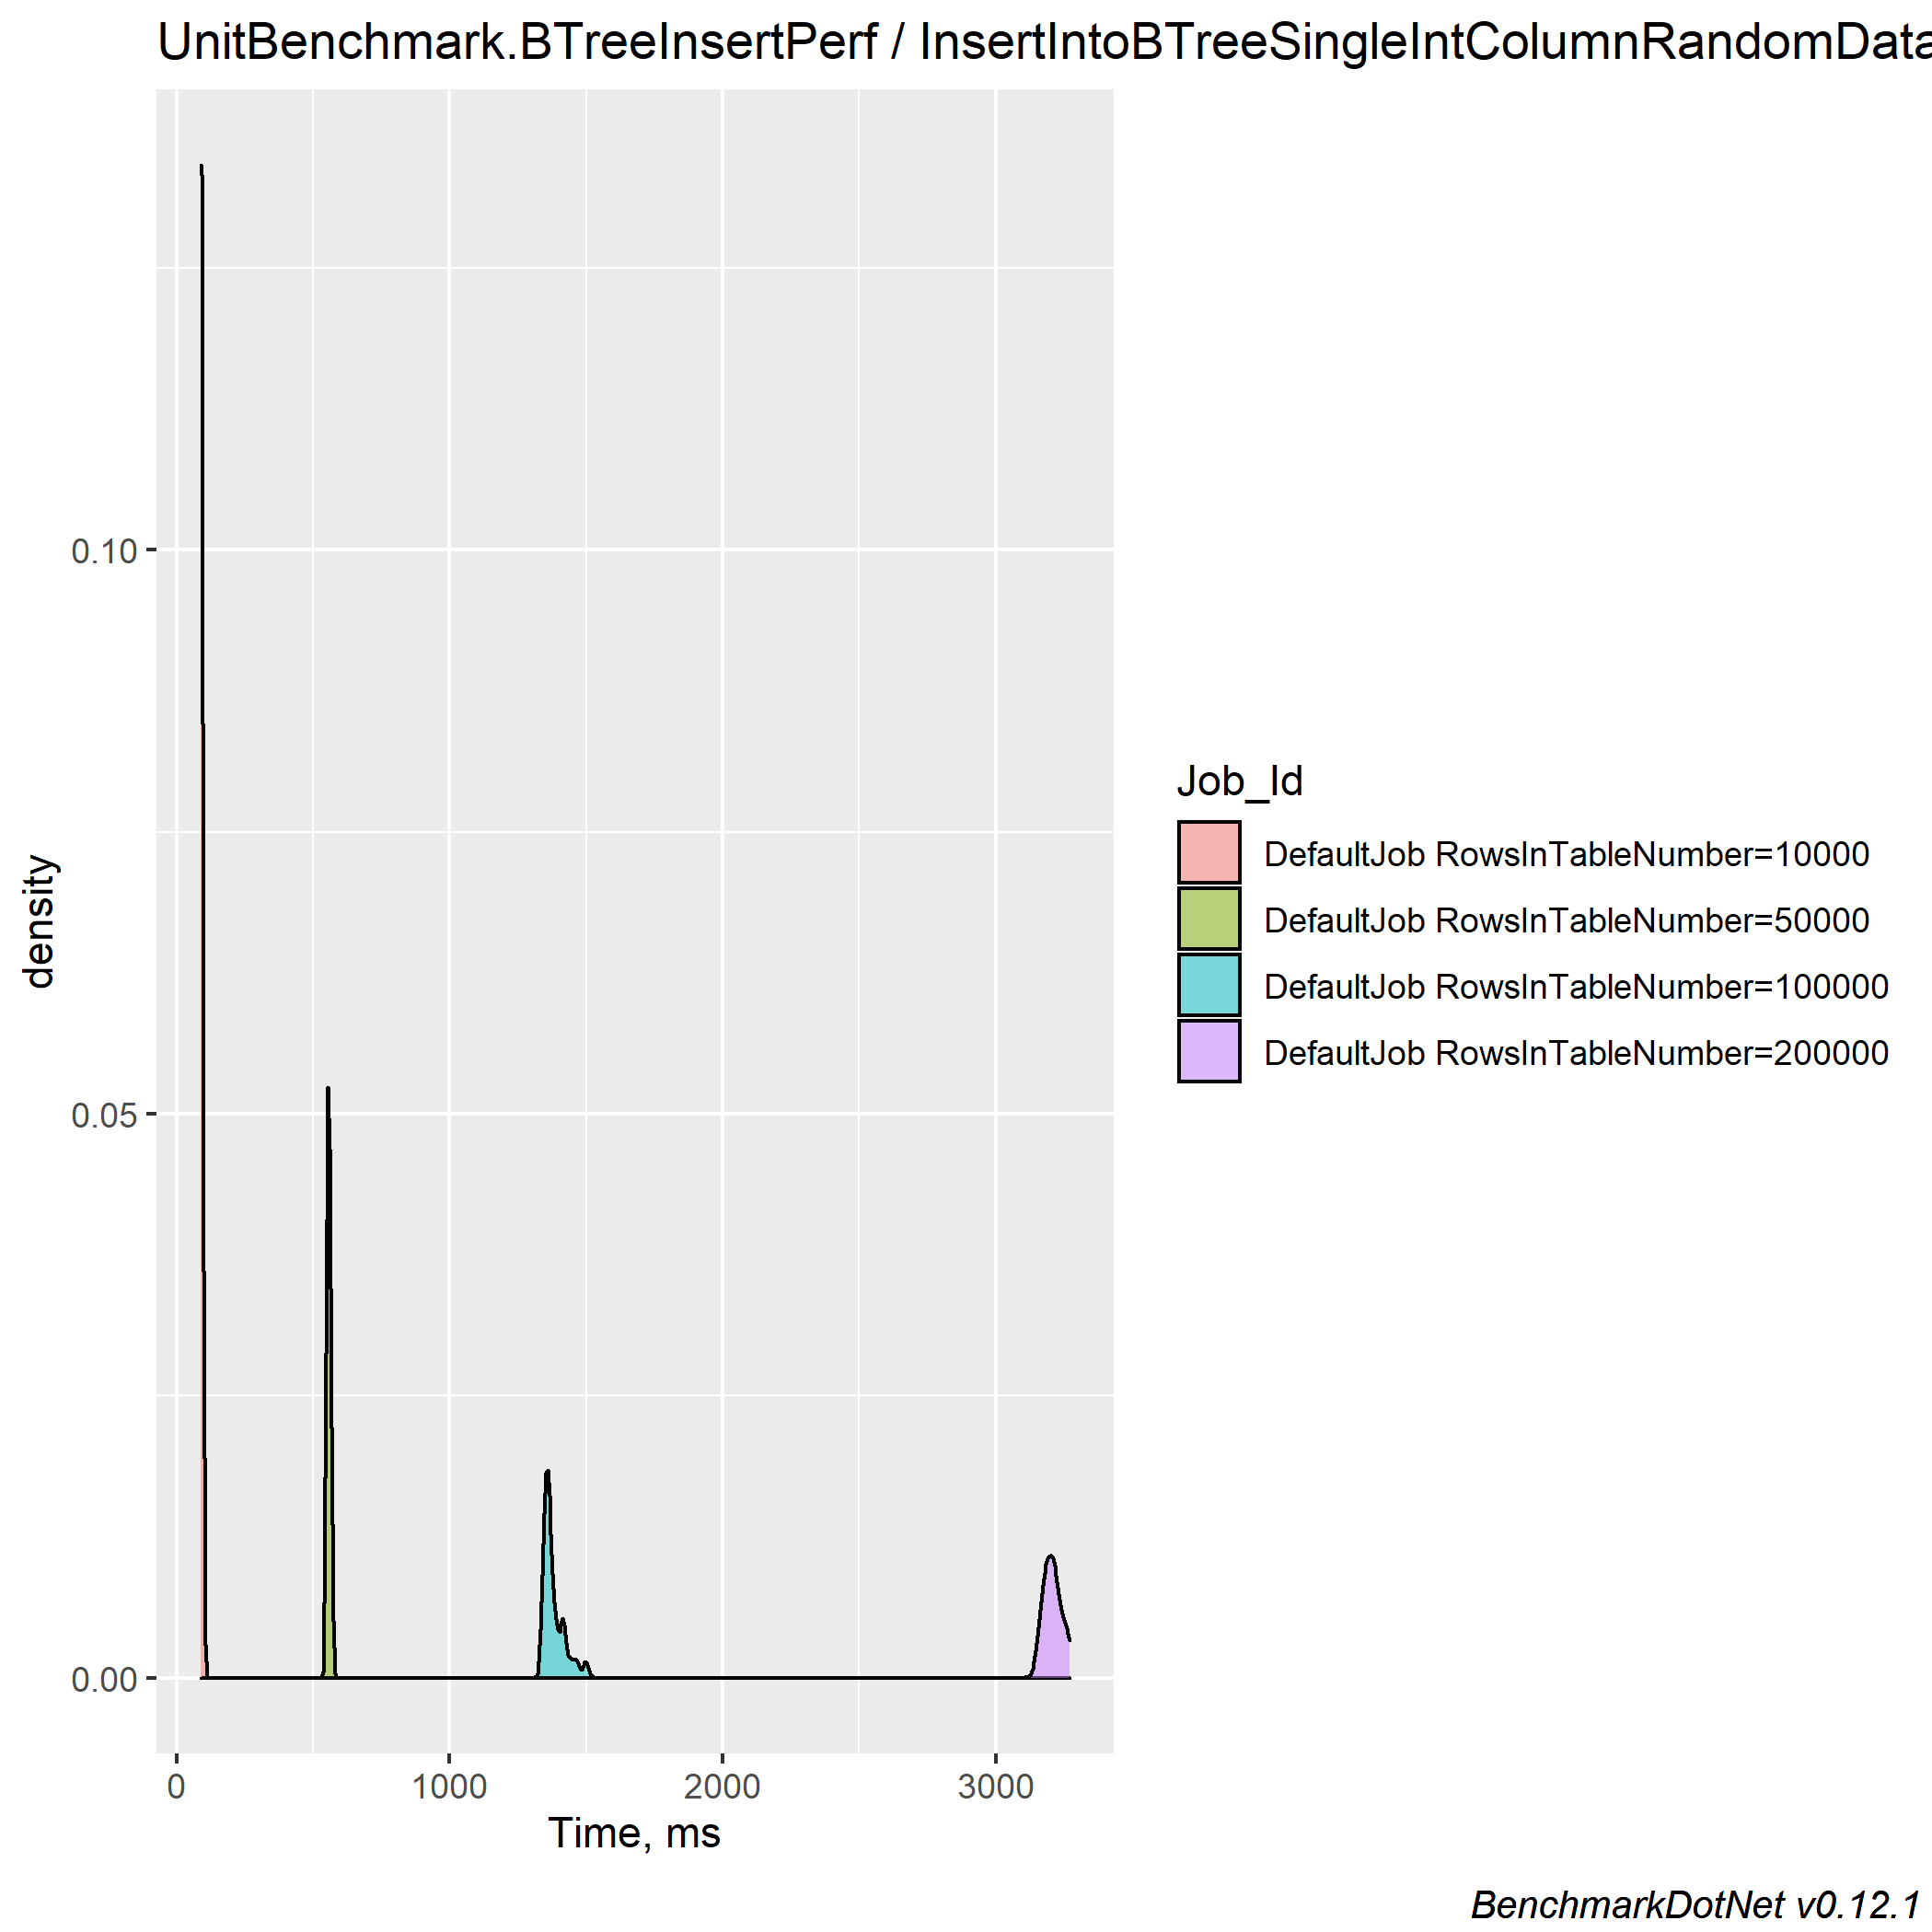 UnitBenchmark.BTreeInsertPerf / InsertIntoBTreeSingleIntColumnRandomData
density
0.10
0.05
0.00
0 1000 2000 3000
Time, ms
Job_Id
DefaultJob RowsInTableNumber=10000
DefaultJob RowsInTableNumber=50000
DefaultJob RowsInTableNumber=100000
DefaultJob RowsInTableNumber=200000
BenchmarkDotNet v0.12.1